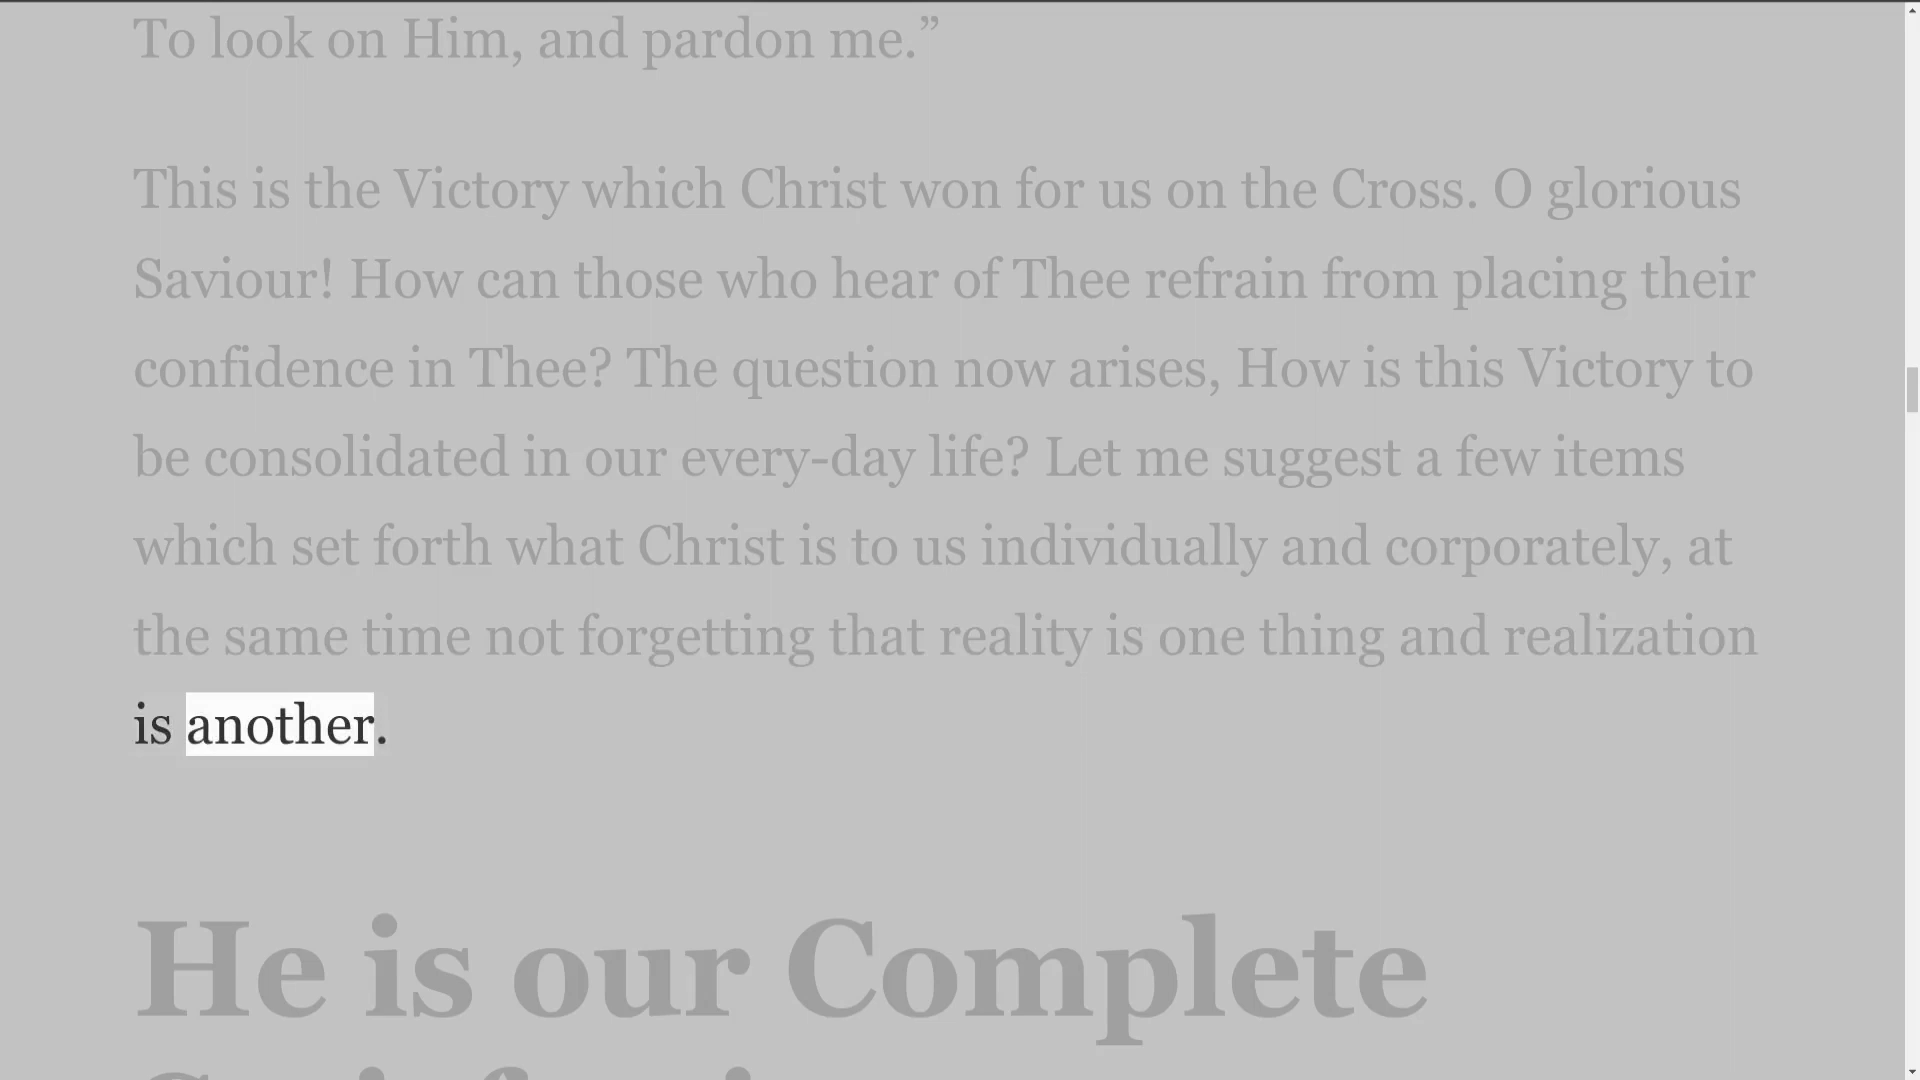 To look on Him, and pardon me.”
This is the Victory which Christ won for us on the Cross. O glorious
Saviour! How can those who hear of Thee refrain from placing their
confidence in Thee? The question now arises, How is this Victory to
be consolidated in our every-day life? Let me suggest a few items
which set forth what Christ is to us individually and corporately, at
the same time not forgetting that reality is one thing and realization
is another.
He is our Complete